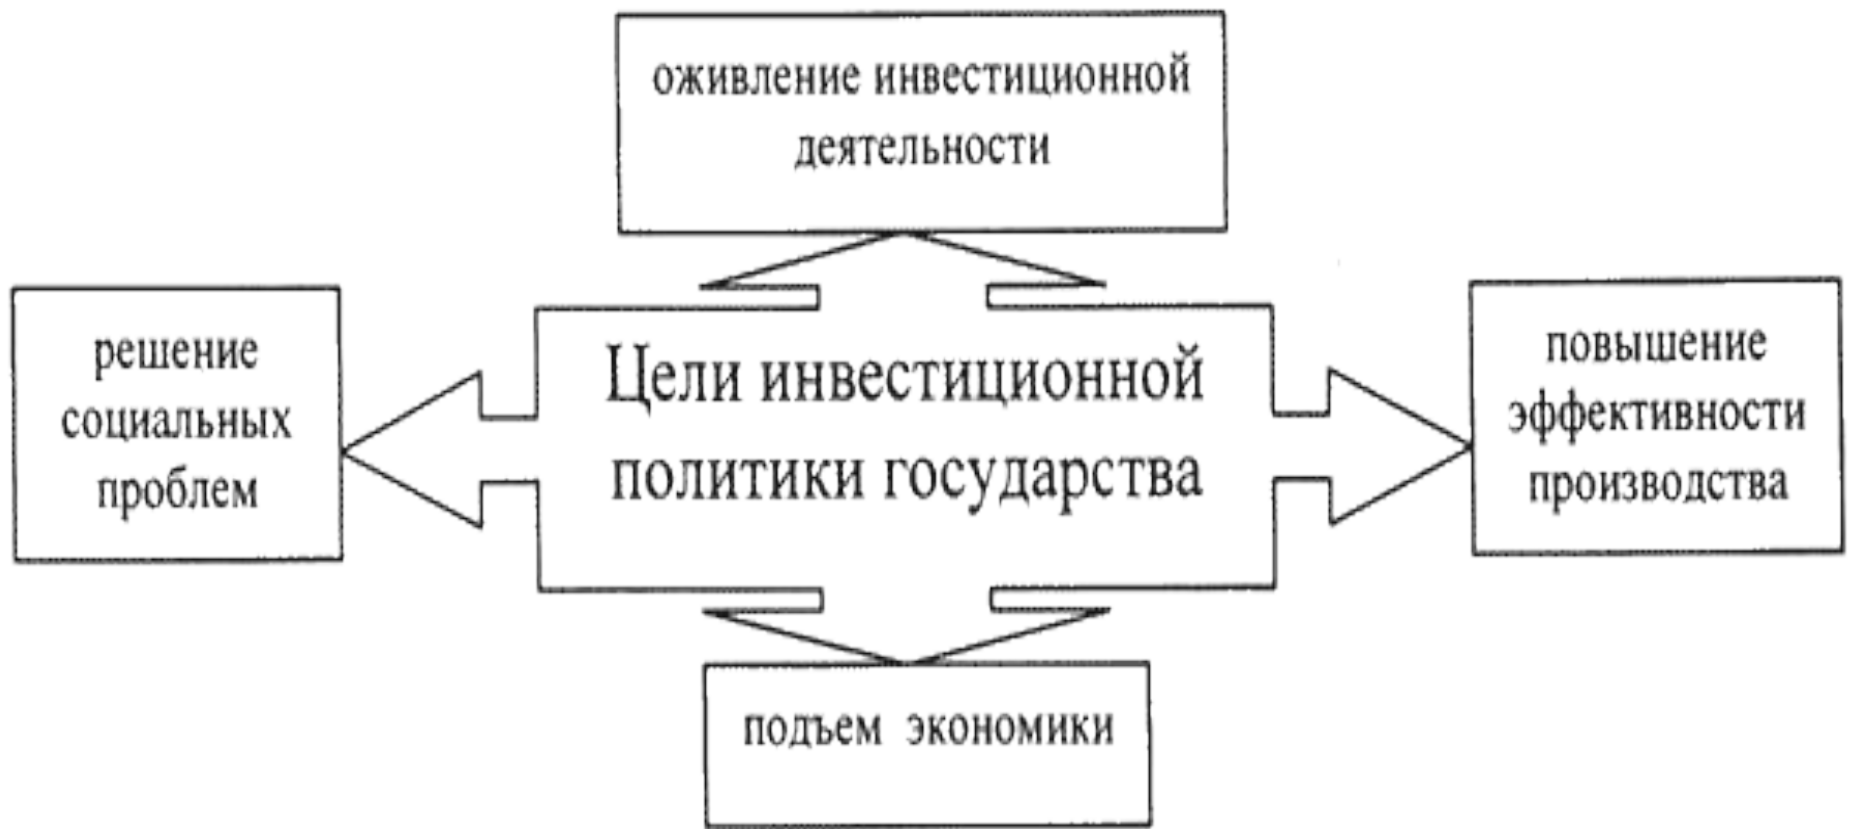 оживление инвестиционной
деятельности
решение
социальных
проблем
Цели инвестиционной
политики государства
повышение
эффективности
производства
подъем экономики